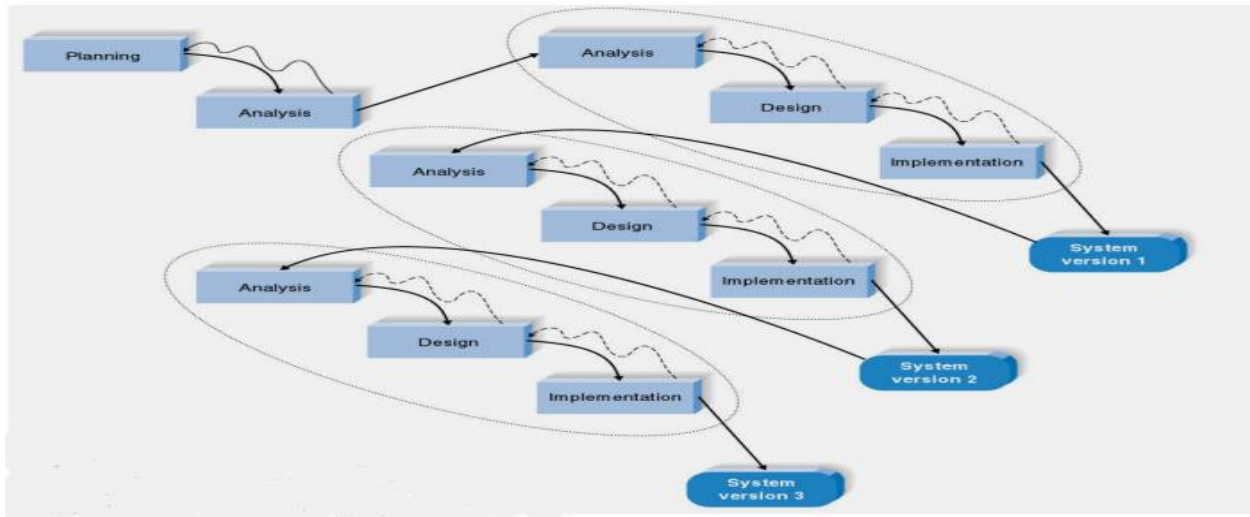 Planning
Analysis
Analysis
Design
Implementation
System
version 1
Analysis
Design
Implementation
System
version 2
Analysis
Design
Implementation
System
version 3